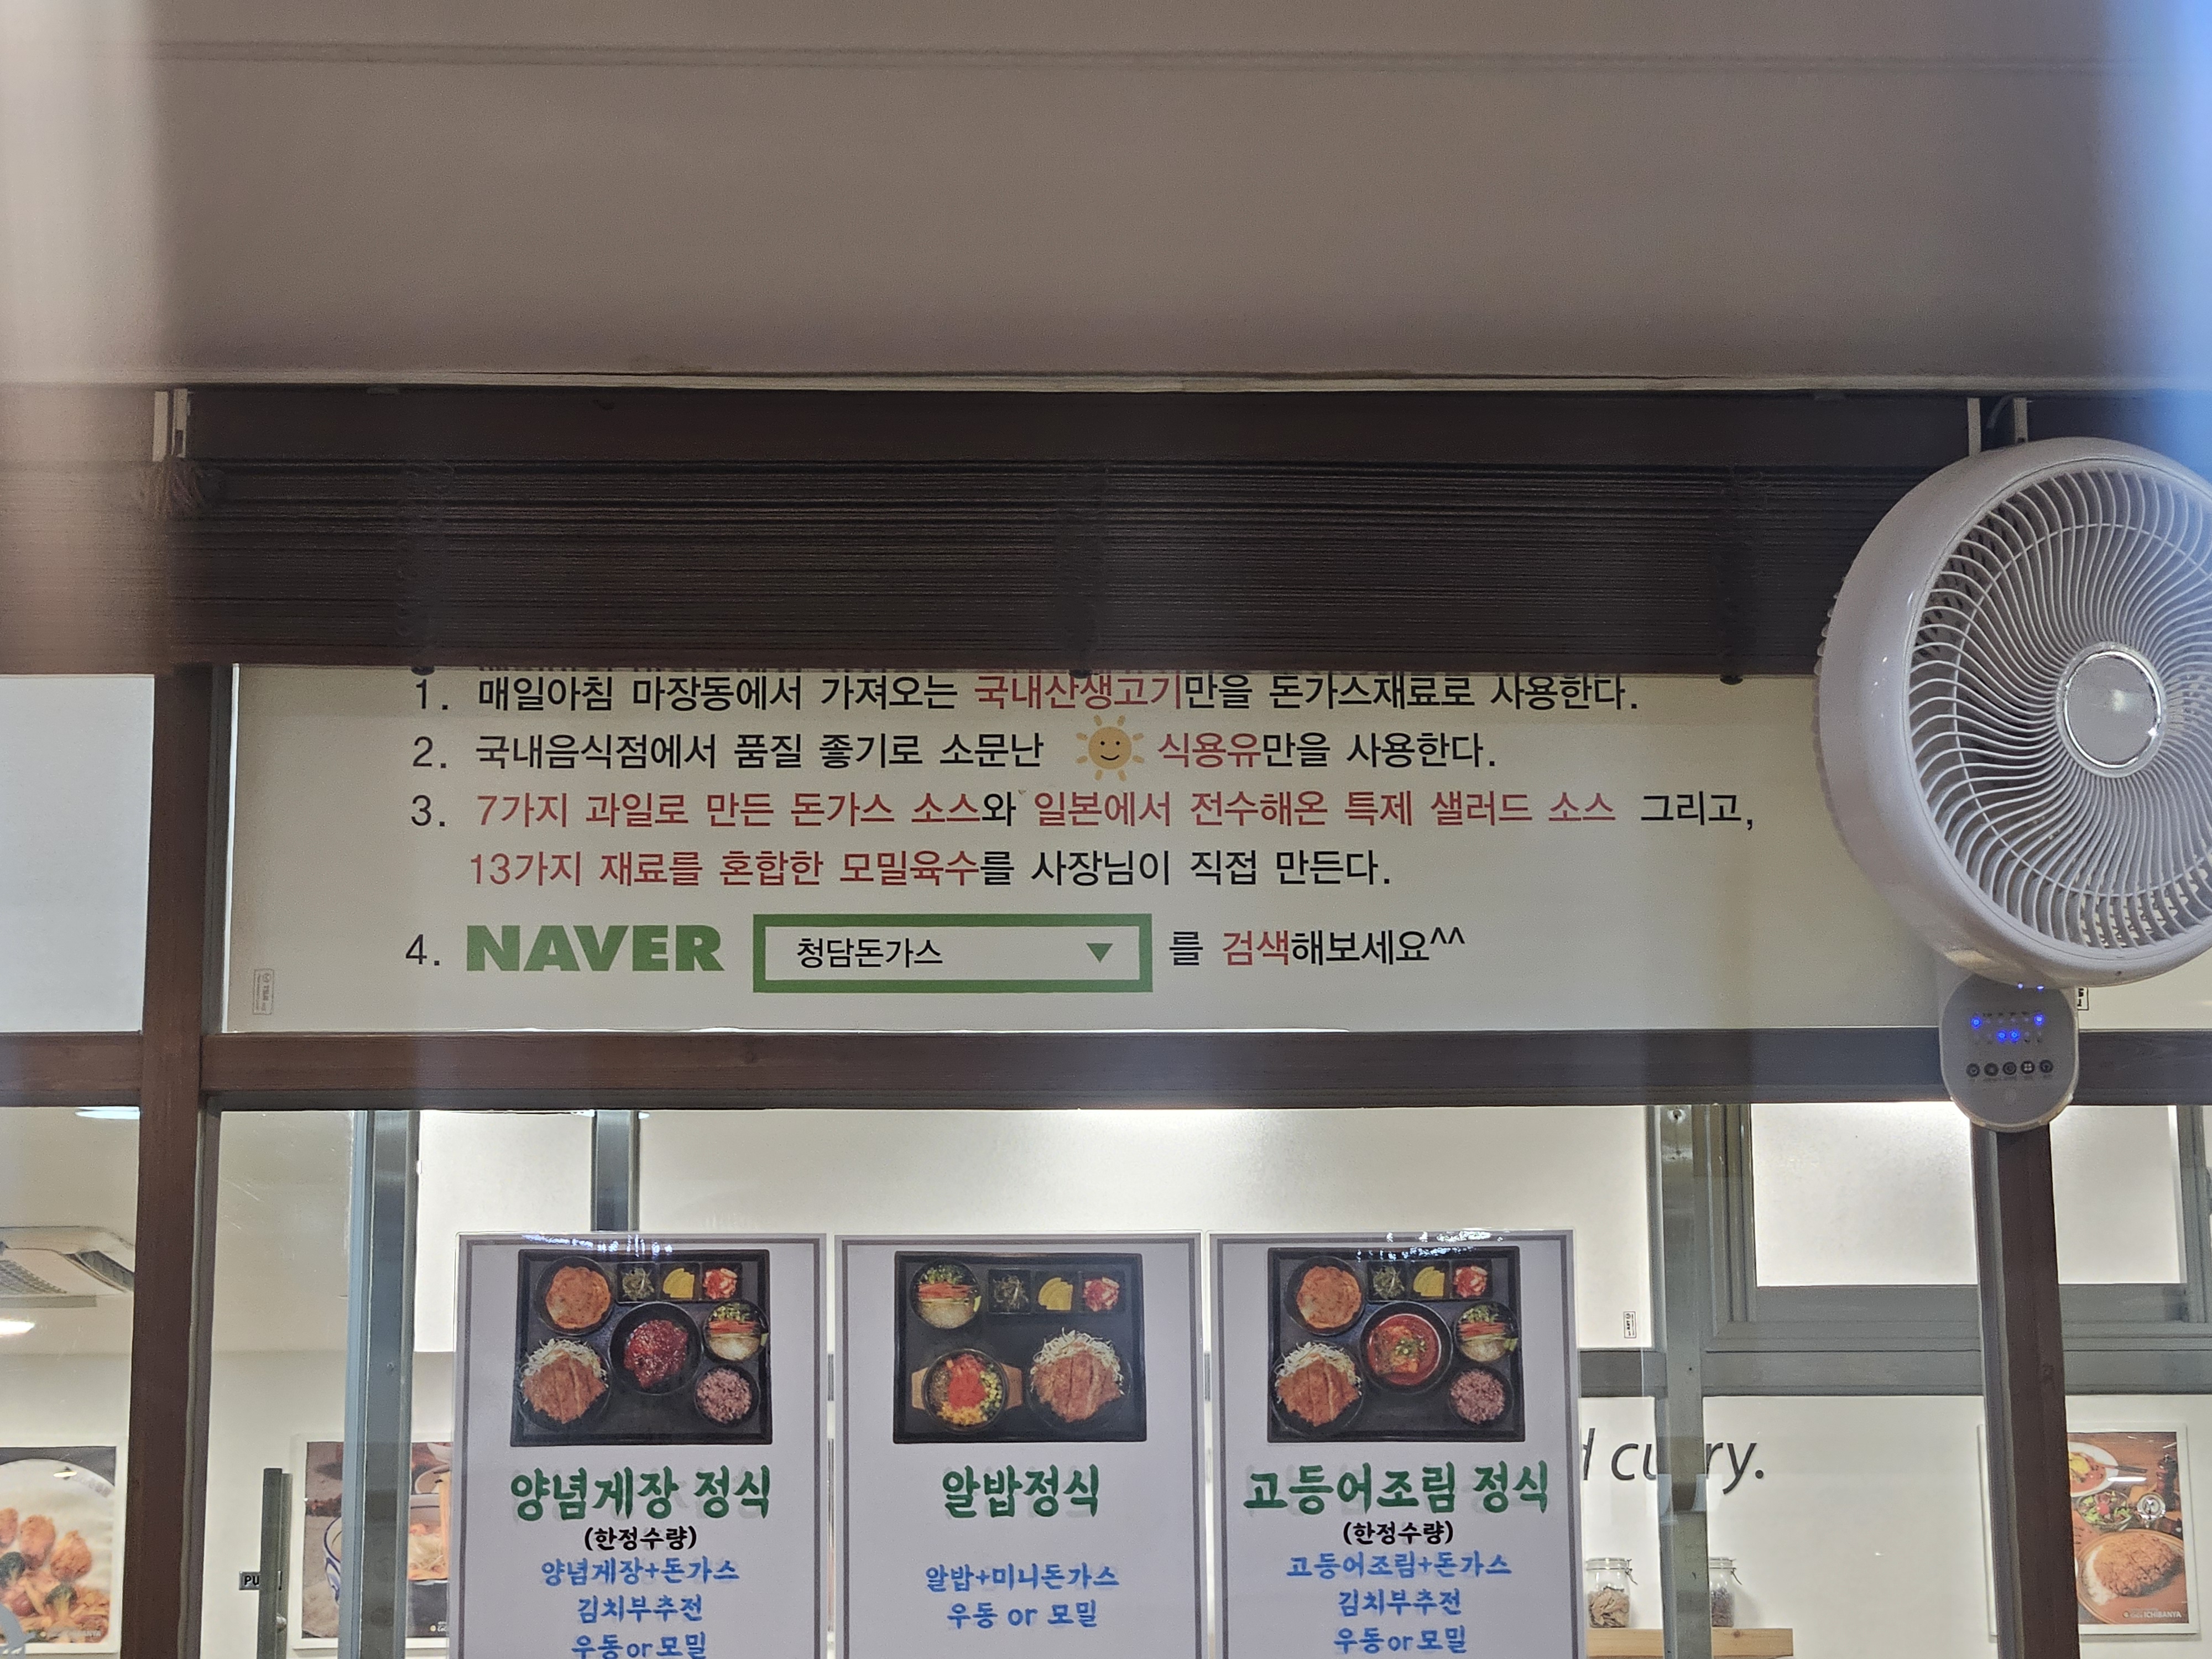 1. 매일아침 마장동에서 가져오는 국내산생고기만을 돈가스재료로 사용한다.
2. 국내음식점에서 품질 좋기로 소문난 식용유만을 사용한다.
3. 7가지 과일로 만든 돈가스 소스와 일본에서 전수해온 특제 샐러드 소스 그리고,
13가지 재료를 혼합한 모밀육수를 사장님이 직접 만든다.
4. NAVER 청담돈가스 ▼ 를 검색해보세요^^
양념게장 정식
(한정수량)
양념게장+돈가스
김치부추전
우동or모밀
알밥정식
알밥+미니돈가스
우동 or 모밀
고등어조림 정식
(한정수량)
고등어조림+돈가스
김치부추전
우동or모밀
curry.
PU
ICHIBANYA